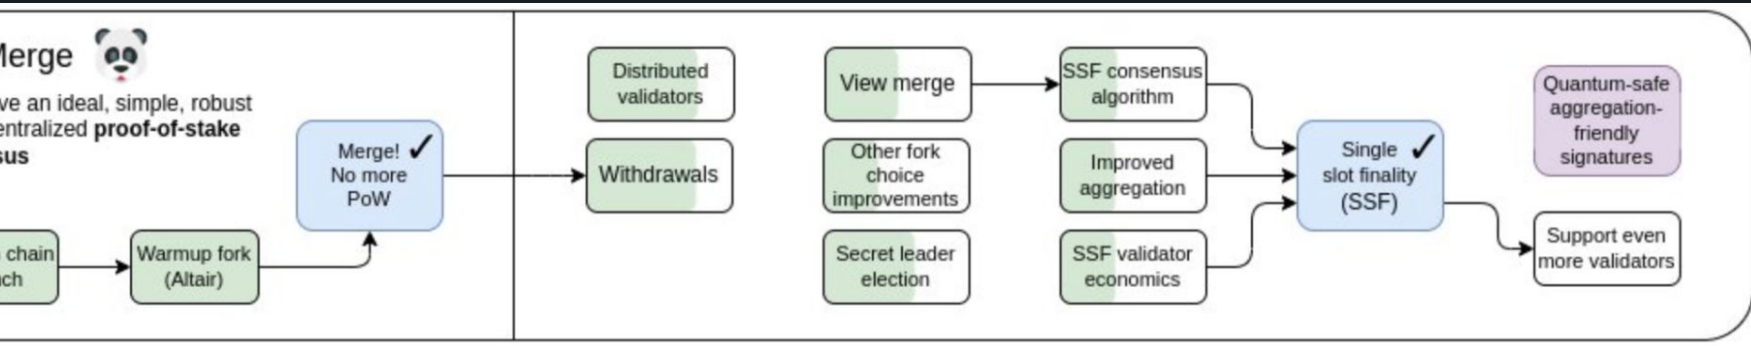 Merge
ve an ideal, simple, robust
entralized proof-of-stake
sus
chain
ch
Warmup fork
(Altair)
Merge!
No more
PoW
Distributed
validators
Withdrawals
View merge
Other fork
choice
improvements
Secret leader
election
SSF consensus
algorithm
Improved
aggregation
SSF validator
economics
Single
slot finality
(SSF)
Quantum-safe
aggregation-
friendly
signatures
Support even
more validators